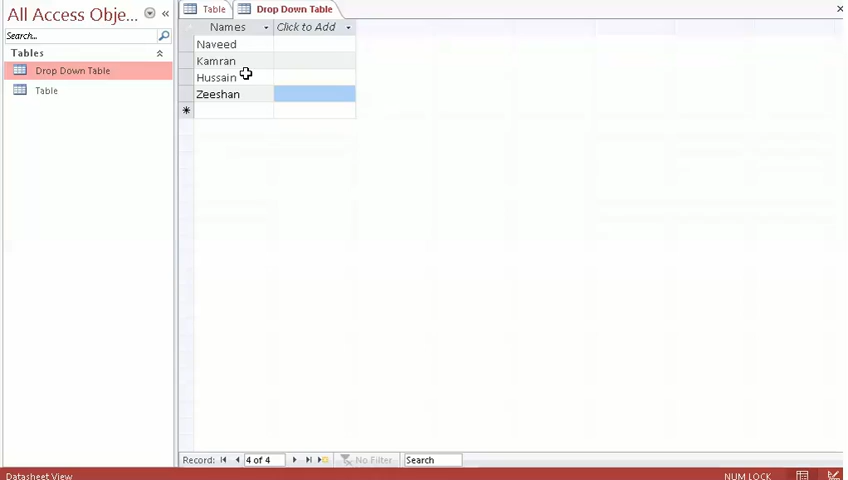 All Access Obje...
Search...
Tables
Drop Down Table
Table
Table
Drop Down Table
Names
Click to Add
Naveed
Kamran
Hussain
Zeeshan
Record:
4 of 4
No Filter
Search
Datasheet View
NUM LOCK